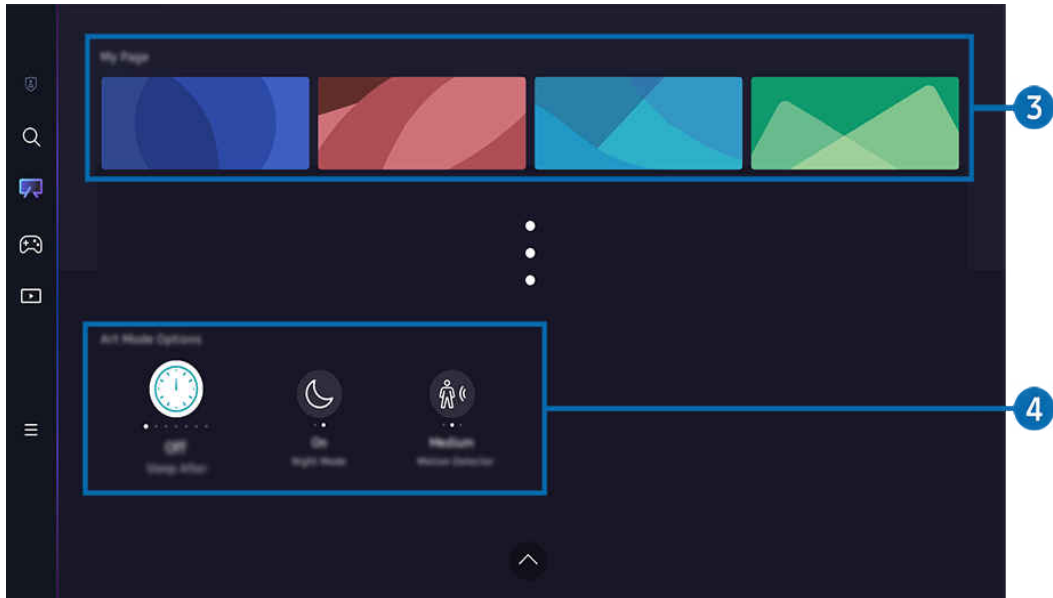 My Page
3
Art Mode Options
4
Off
On
Medium
Sleep After
Night Mode
Motion Detector